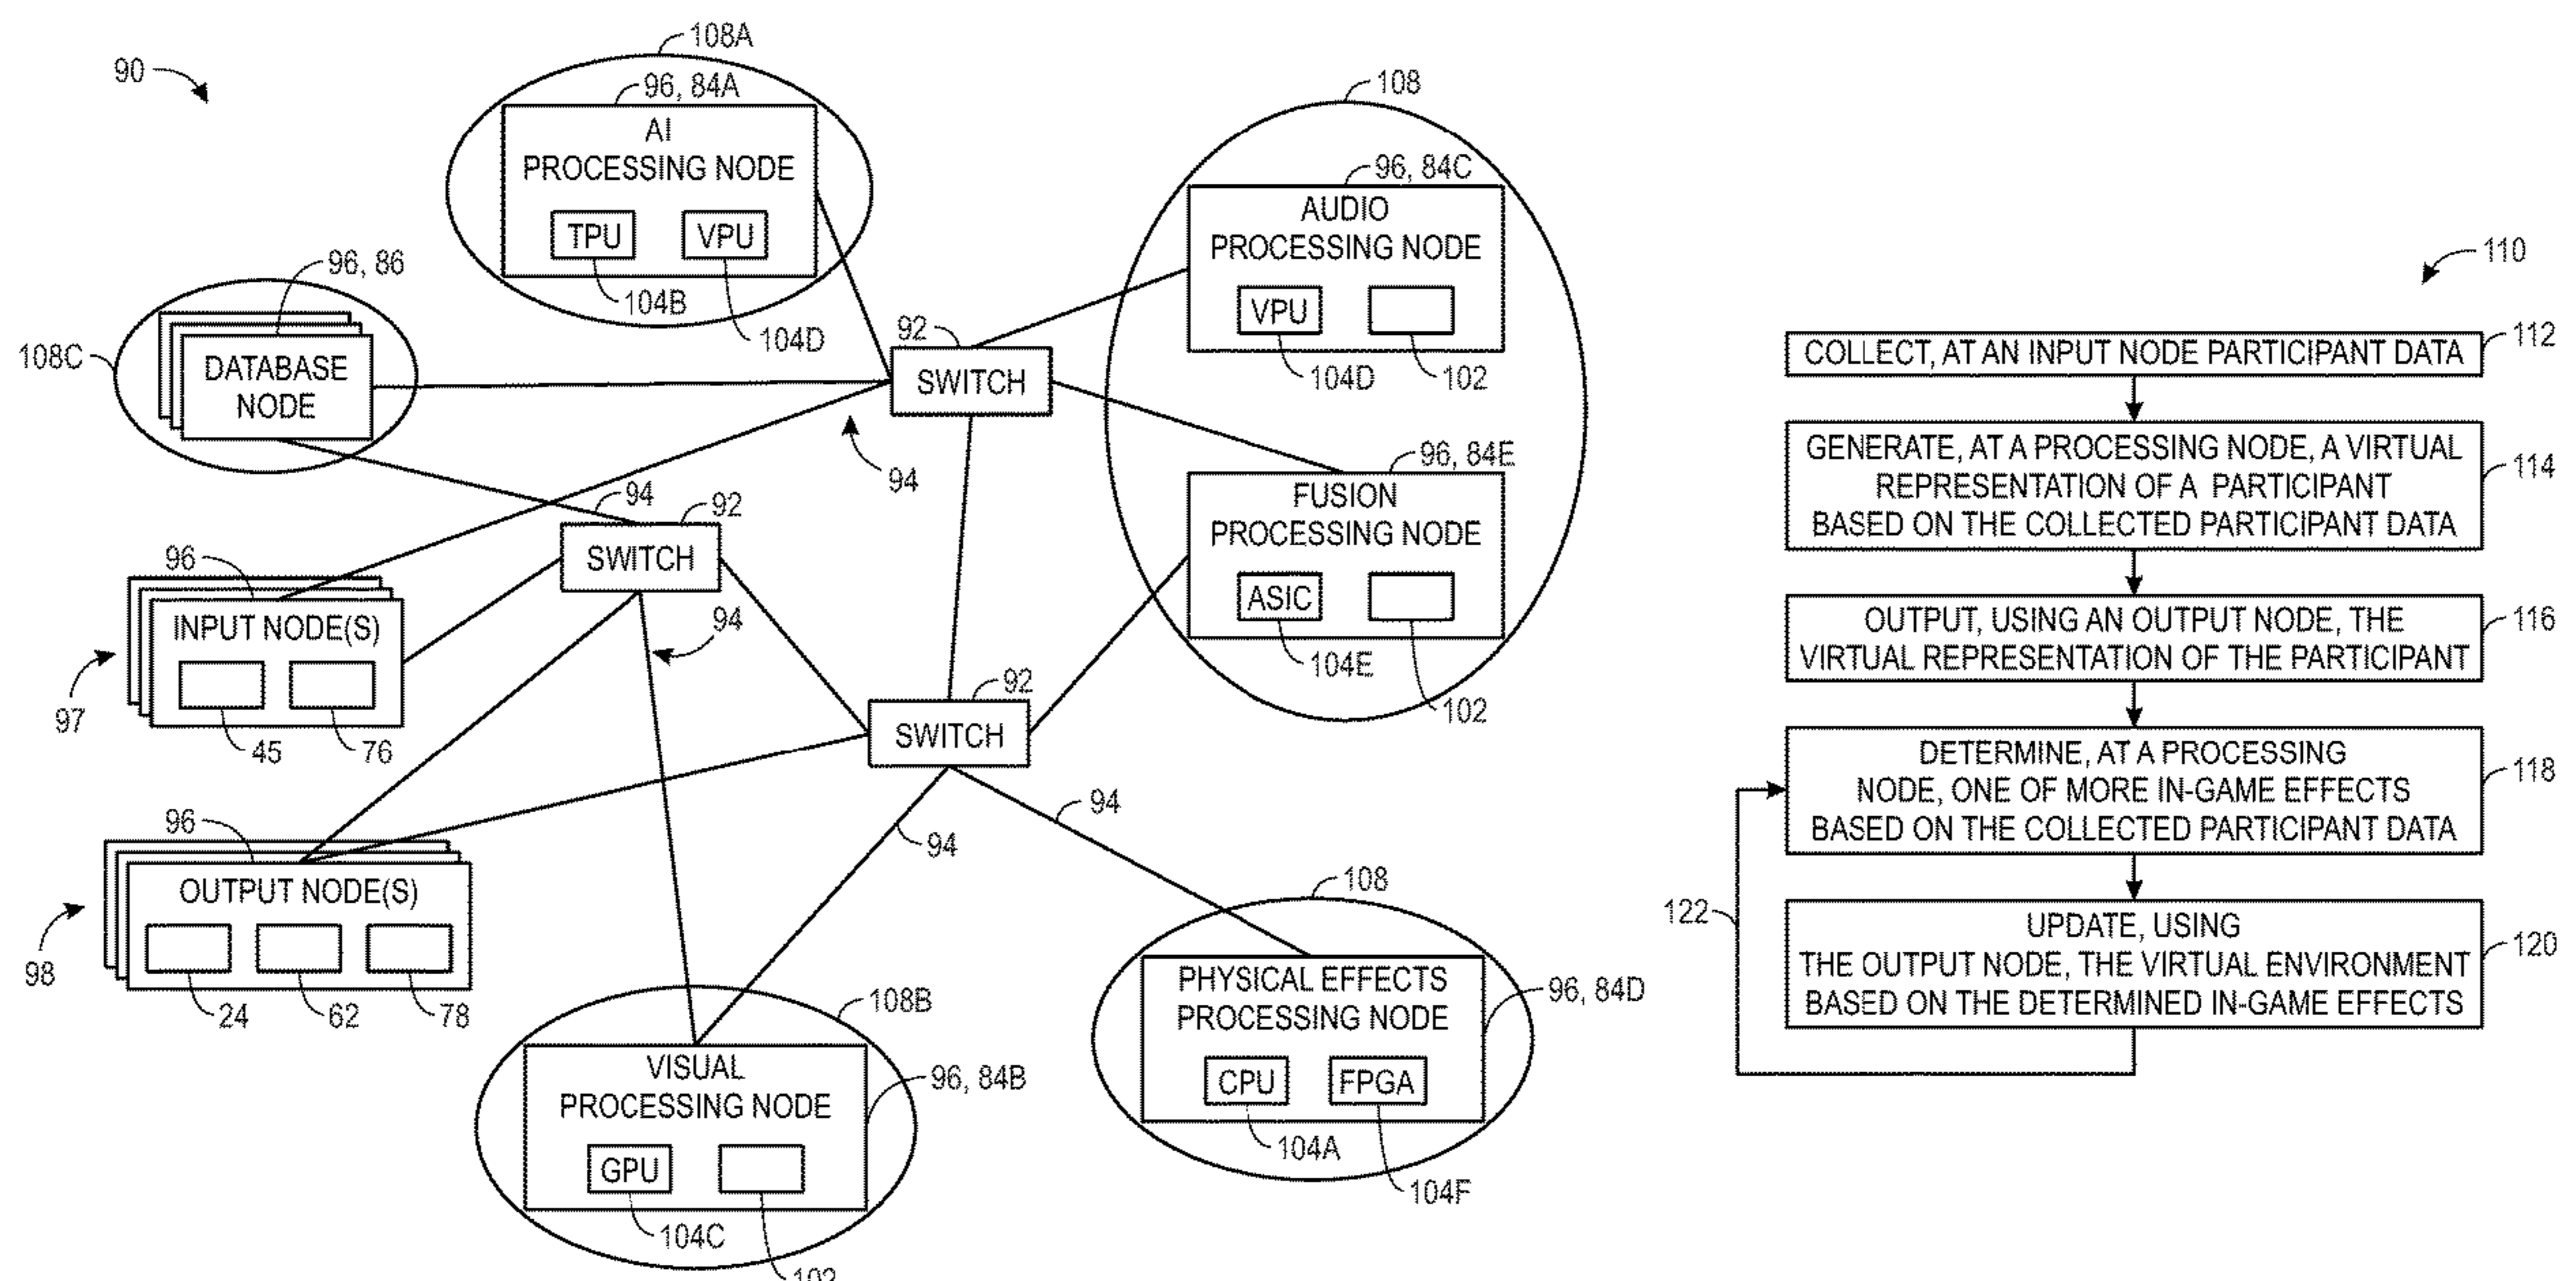 90
108A
96, 84A
AI
PROCESSING NODE
TPU
VPU
104B
104D
108
96, 84C
AUDIO
PROCESSING NODE
VPU
104D
102
96, 84E
FUSION
PROCESSING NODE
ASIC
104E
102
96, 86
108C
DATABASE
NODE
92
SWITCH
94
94
92
SWITCH
94
96
INPUT NODE(S)
97
45
76
92
SWITCH
94
94
96
OUTPUT NODE(S)
98
24
62
78
108B
VISUAL
PROCESSING NODE
96, 84B
GPU
104C
102
108
PHYSICAL EFFECTS
PROCESSING NODE
96, 84D
CPU
FPGA
104A
104F
110
COLLECT, AT AN INPUT NODE PARTICIPANT DATA
112
GENERATE, AT A PROCESSING NODE, A VIRTUAL
REPRESENTATION OF A PARTICIPANT
BASED ON THE COLLECTED PARTICIPANT DATA
114
OUTPUT, USING AN OUTPUT NODE, THE
VIRTUAL REPRESENTATION OF THE PARTICIPANT
116
DETERMINE, AT A PROCESSING
NODE, ONE OF MORE IN-GAME EFFECTS
BASED ON THE COLLECTED PARTICIPANT DATA
118
122
UPDATE, USING
THE OUTPUT NODE, THE VIRTUAL ENVIRONMENT
BASED ON THE DETERMINED IN-GAME EFFECTS
120